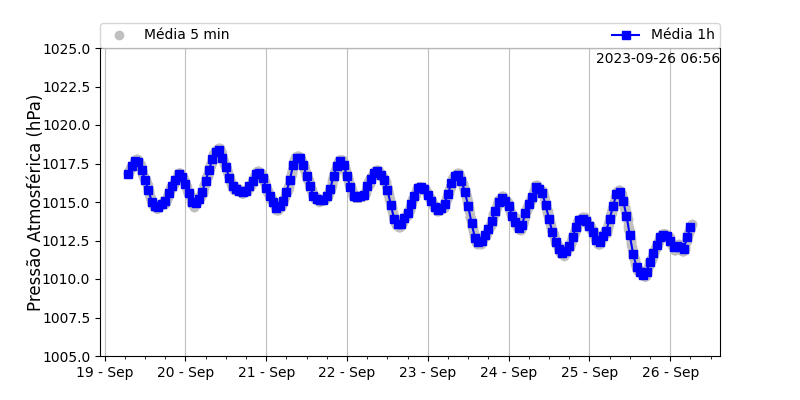 Média 5 min
Média 1h
2023-09-26 06:56
Pressão Atmosférica (hPa)
1025.0
1022.5
1020.0
1017.5
1015.0
1012.5
1010.0
1007.5
1005.0
19 - Sep
20 - Sep
21 - Sep
22 - Sep
23 - Sep
24 - Sep
25 - Sep
26 - Sep